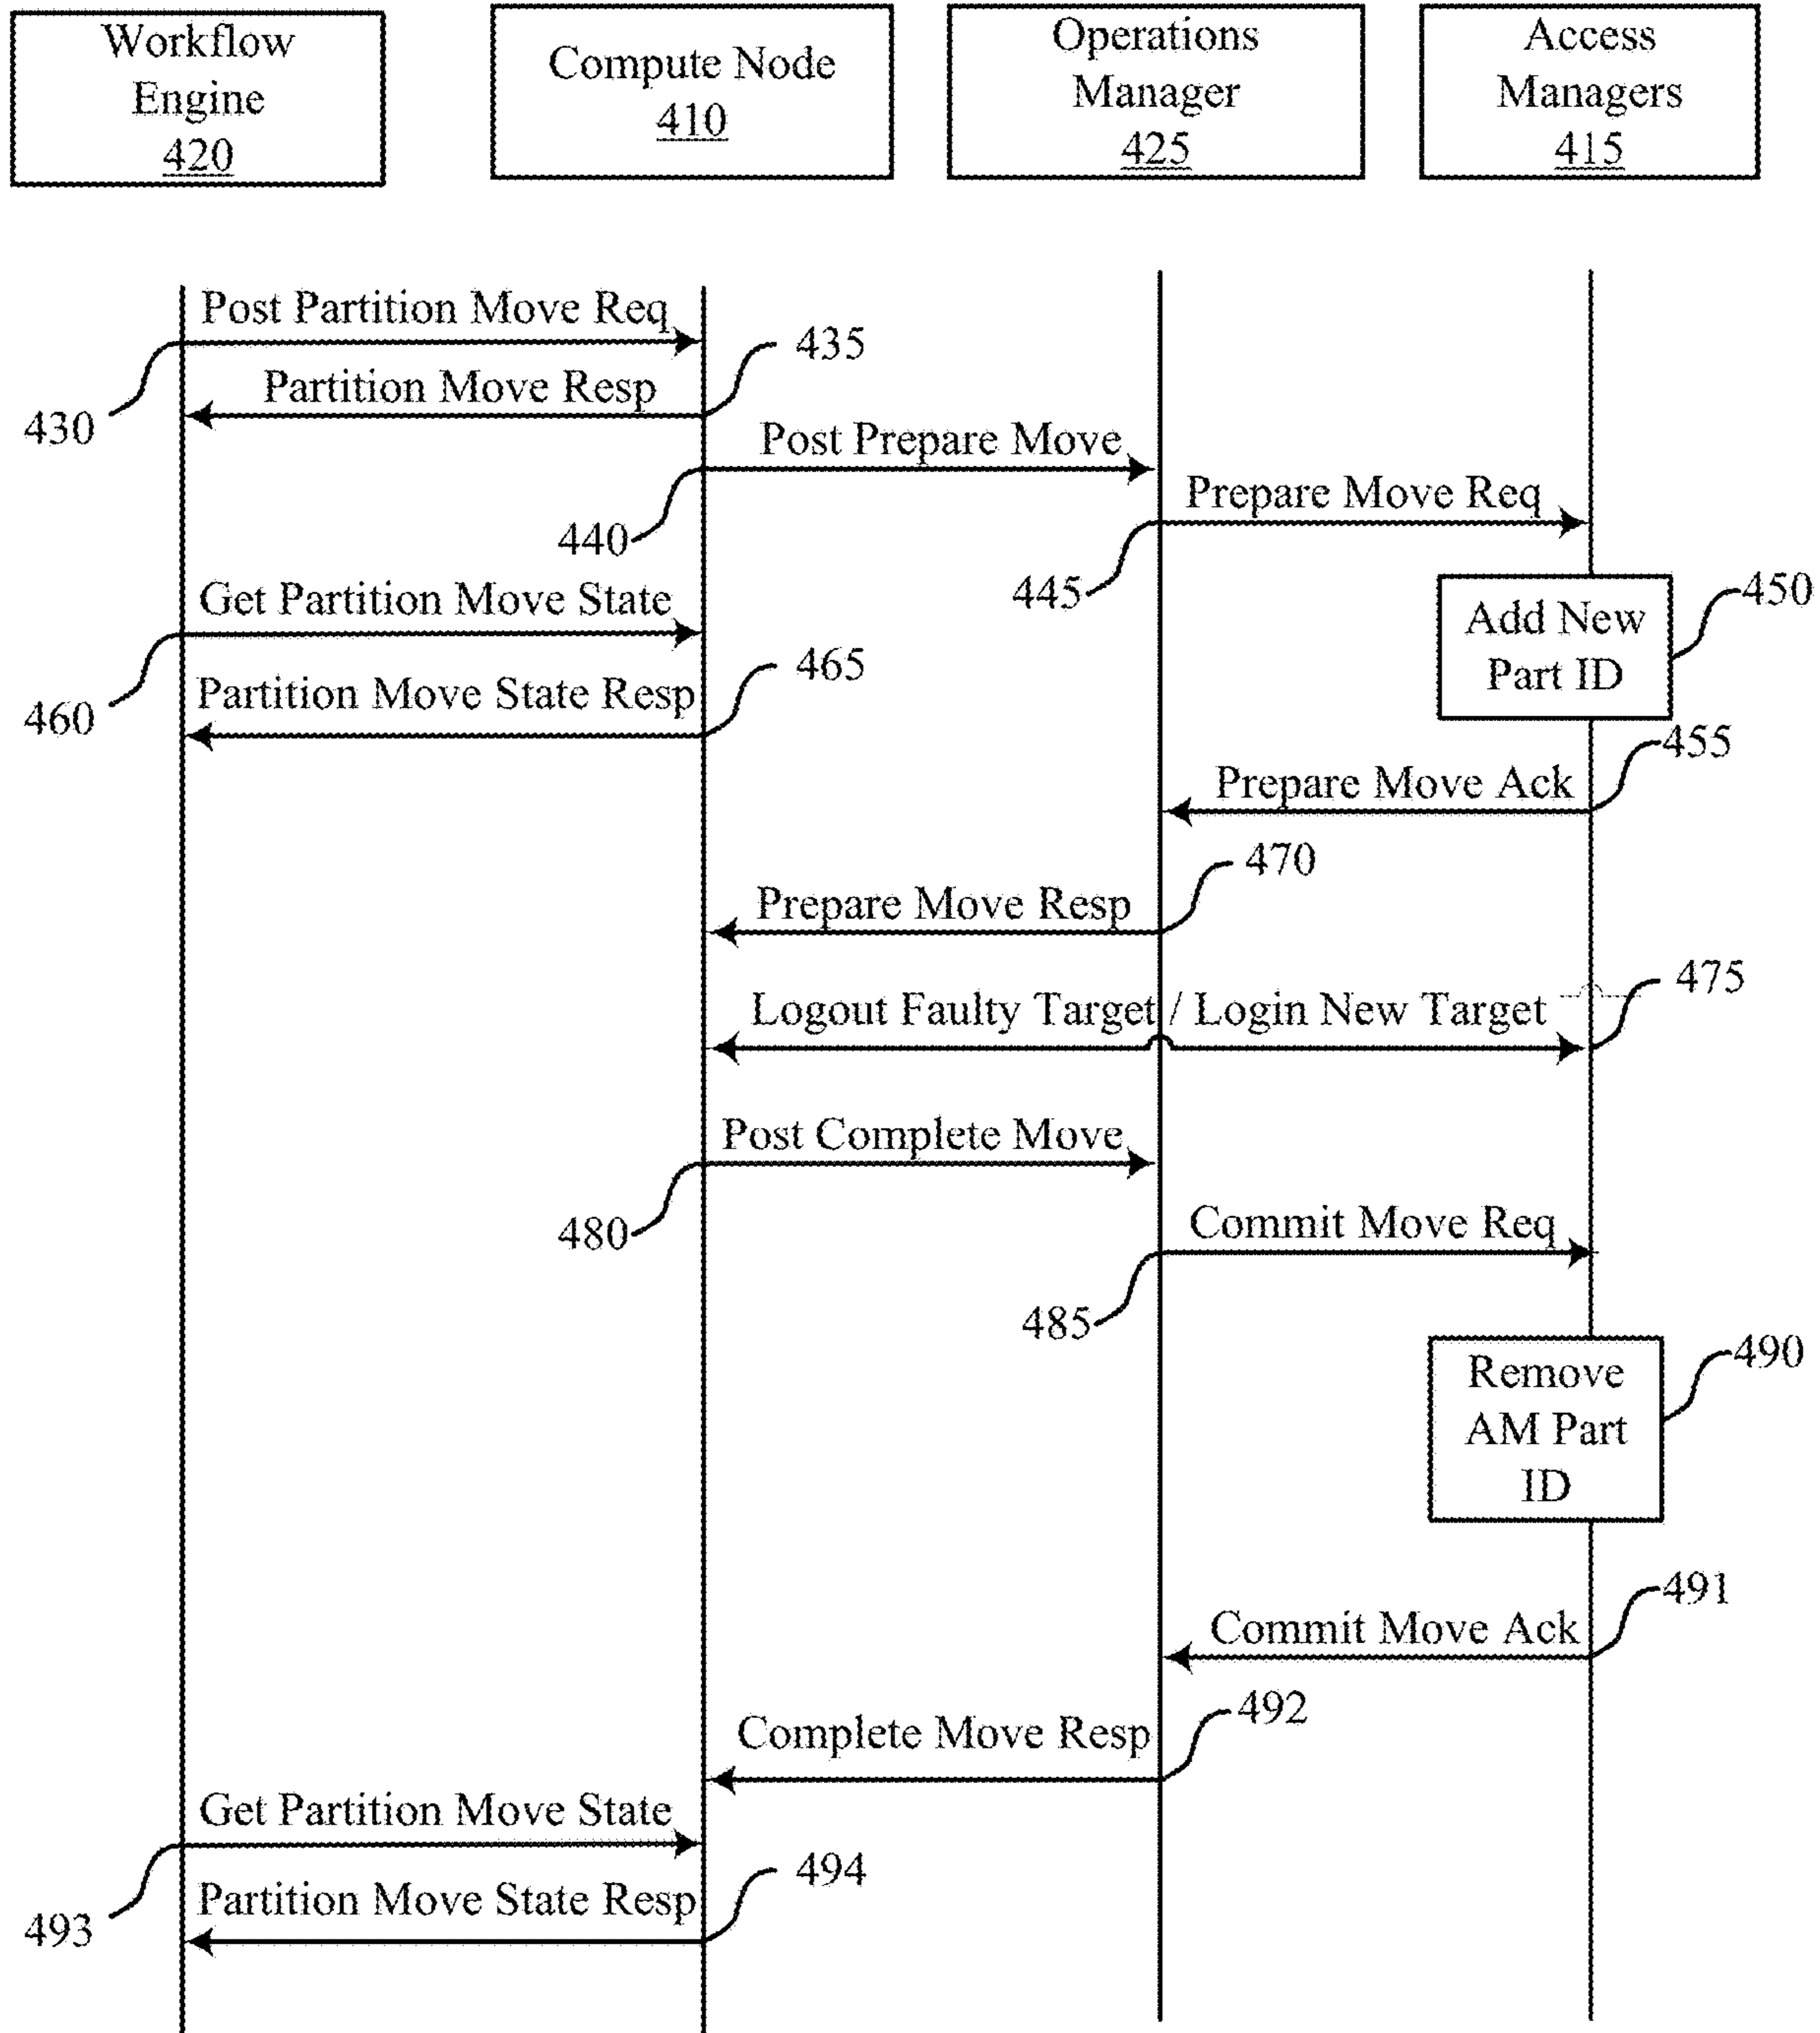 Workflow
Engine
420
Compute Node
410
Operations
Manager
425
Access
Managers
415
Post Partition Move Req
435
Partition Move Resp
430
Post Prepare Move
Prepare Move Req
440
445
450
Add New
Part ID
Get Partition Move State
465
Partition Move State Resp
460
455
Prepare Move Ack
470
Prepare Move Resp
475
Logout Faulty Target / Login New Target
Post Complete Move
480
Commit Move Req
485
490
Remove
AM Part
ID
491
Commit Move Ack
492
Complete Move Resp
Get Partition Move State
494
Partition Move State Resp
493